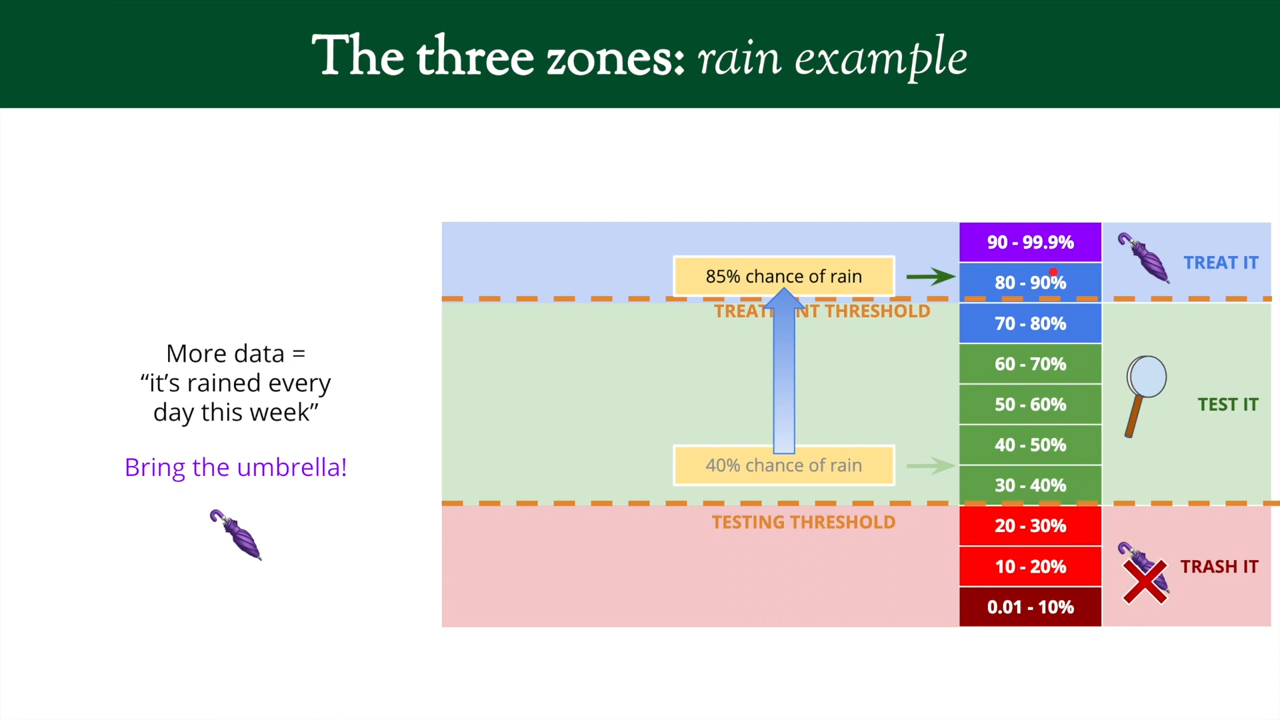 The three zones: rain example
More data =
“it’s rained every
day this week”
Bring the umbrella!
85% chance of rain
TREATMENT THRESHOLD
40% chance of rain
TESTING THRESHOLD
90 - 99.9%
80 - 90%
70 - 80%
60 - 70%
50 - 60%
40 - 50%
30 - 40%
20 - 30%
10 - 20%
0.01 - 10%
TREAT IT
TEST IT
TRASH IT